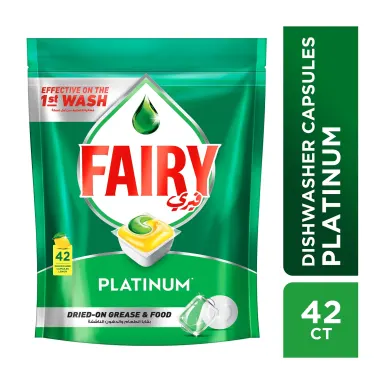 EFFECTIVE ON THE
1st WASH
FAIRY
فيري
42
PLATINUM
DRIED-ON GREASE & FOOD
DISHWASHER CAPSULES
PLATINUM
42
CT